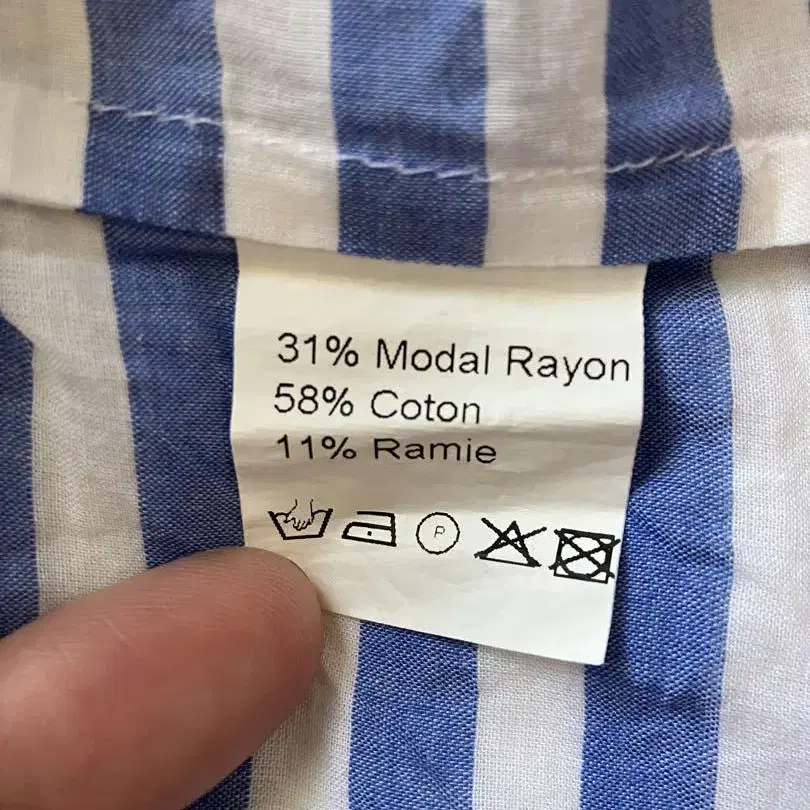 31% Modal Rayon
58% Coton
11% Ramie
P